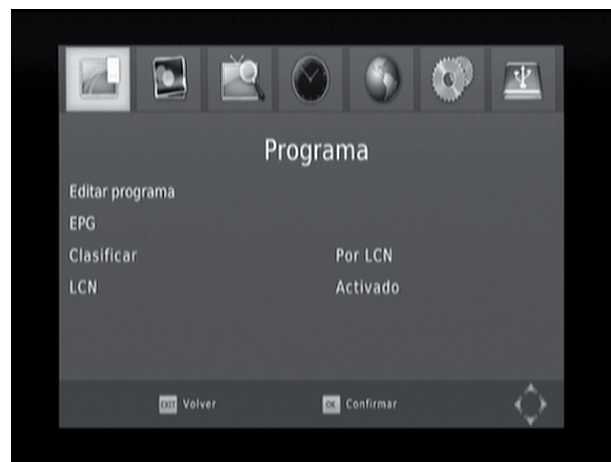 Programa
Editar programa
EPG
Clasificar Por LCN
LCN Activado
EXIT Volver OK Confirmar